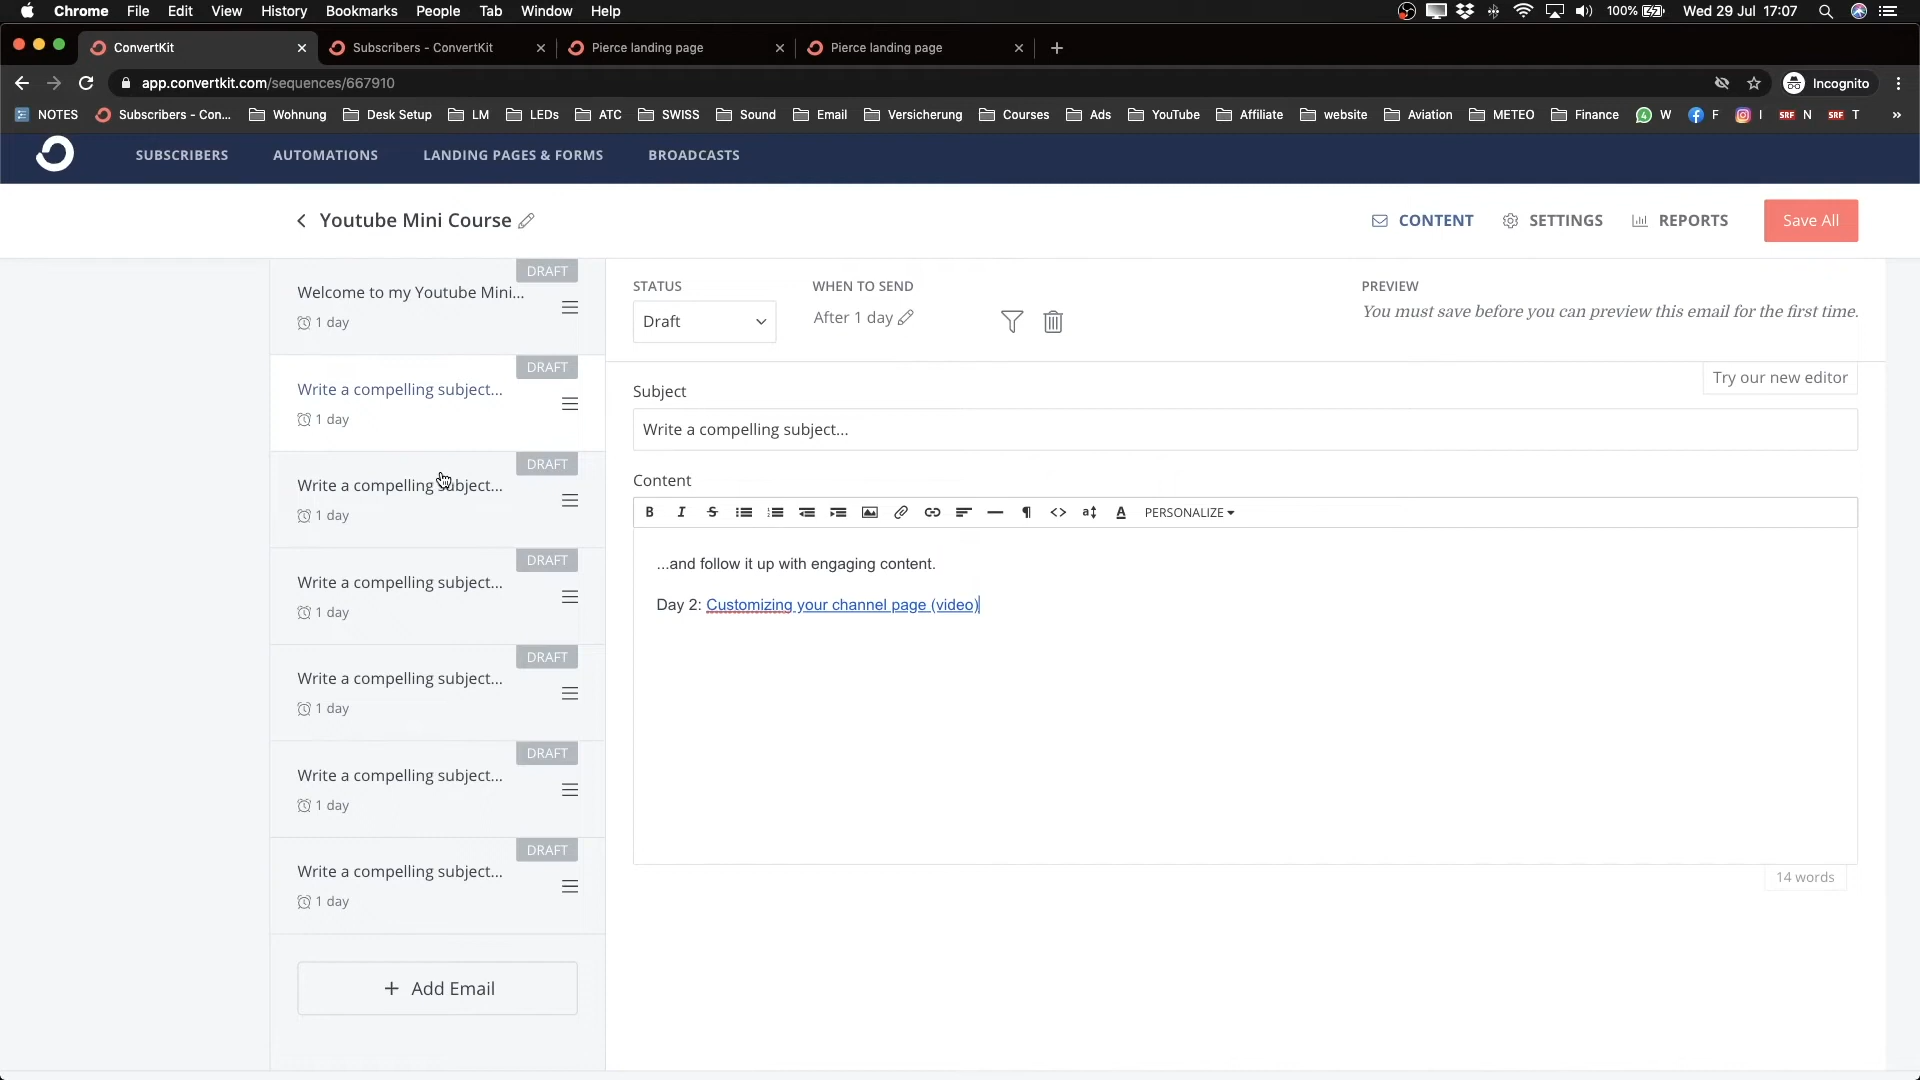 Chrome File Edit View History Bookmarks People Tab Window Help 100% Wed 29 Jul 17:07
ConvertKit Subscribers - ConvertKit Pierce landing page Pierce landing page
app.convertkit.com/sequences/667910 Incognito
NOTES Subscribers - Con... Wohnung Desk Setup LM LEDs ATC SWISS Sound Email Versicherung Courses Ads YouTube Affiliate website Aviation METEO Finance 4 W F I SRF N SRF T »
SUBSCRIBERS AUTOMATIONS LANDING PAGES & FORMS BROADCASTS
Youtube Mini Course CONTENT SETTINGS REPORTS Save All
DRAFT
Welcome to my Youtube Mini...
1 day
DRAFT
Write a compelling subject...
1 day
DRAFT
Write a compelling subject...
1 day
DRAFT
Write a compelling subject...
1 day
DRAFT
Write a compelling subject...
1 day
DRAFT
Write a compelling subject...
1 day
DRAFT
Write a compelling subject...
1 day
+ Add Email
STATUS WHEN TO SEND PREVIEW
Draft After 1 day You must save before you can preview this email for the first time.
Try our new editor
Subject
Write a compelling subject...
Content
B I S <> a A PERSONALIZE
...and follow it up with engaging content.
Day 2: Customizing your channel page (video)
14 words